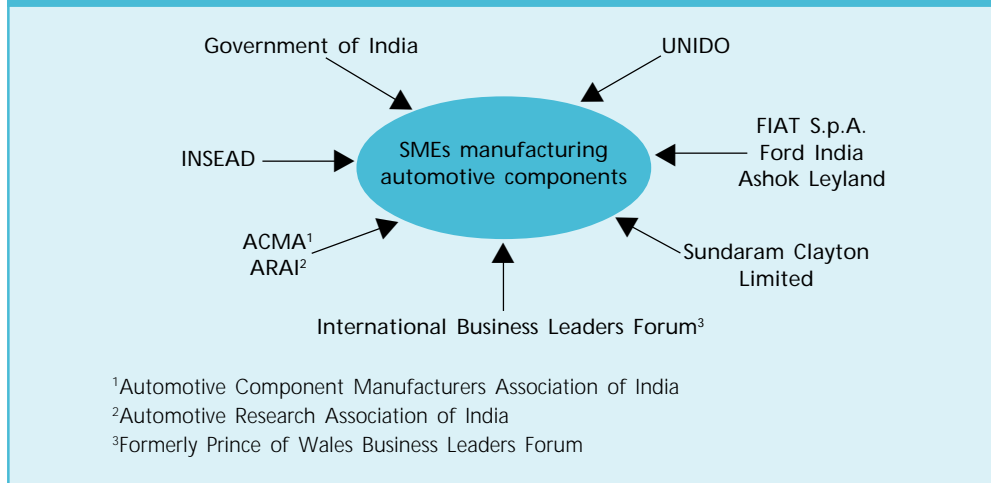 Government of India
UNIDO
INSEAD
SMEs manufacturing
automotive components
FIAT S.p.A.
Ford India
Ashok Leyland
ACMA¹
ARAI²
Sundaram Clayton
Limited
International Business Leaders Forum³
¹Automotive Component Manufacturers Association of India
²Automotive Research Association of India
³Formerly Prince of Wales Business Leaders Forum